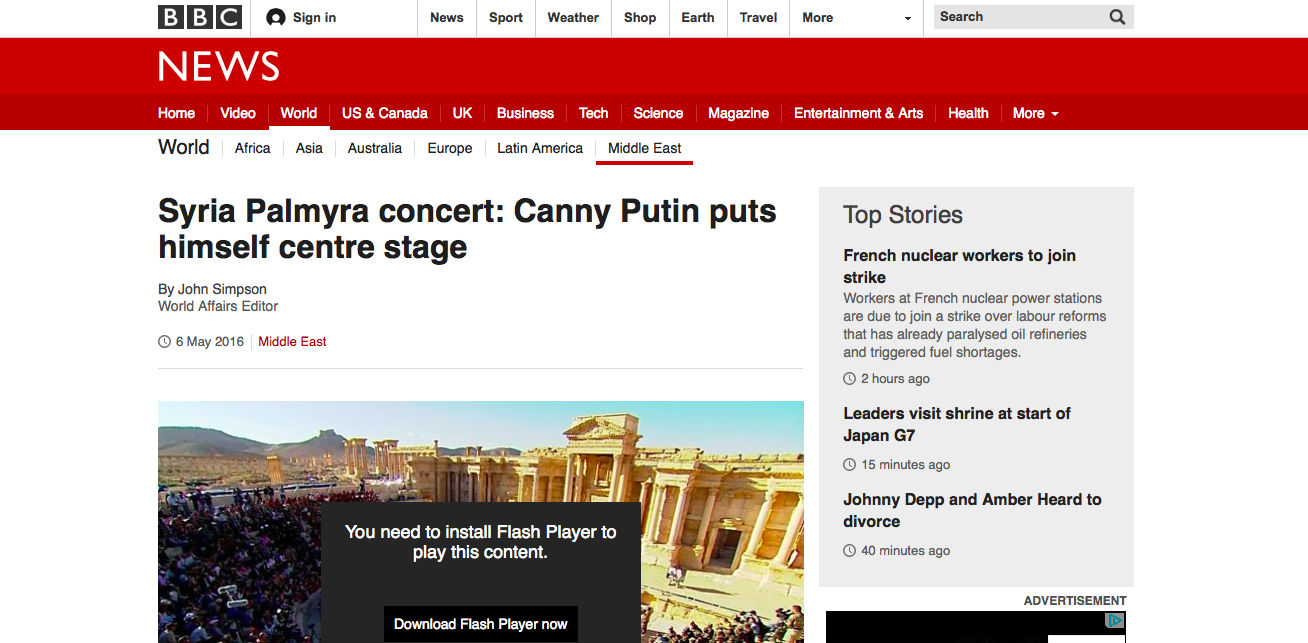 BBC
Sign in
News
Sport
Weather
Shop
Earth
Travel
More
Search
NEWS
Home
Video
World
US & Canada
UK
Business
Tech
Science
Magazine
Entertainment & Arts
Health
More
World
Africa
Asia
Australia
Europe
Latin America
Middle East
Syria Palmyra concert: Canny Putin puts
himself centre stage
By John Simpson
World Affairs Editor
6 May 2016
Middle East
You need to install Flash Player to
play this content.
Download Flash Player now
Top Stories
French nuclear workers to join
strike
Workers at French nuclear power stations
are due to join a strike over labour reforms
that has already paralysed oil refineries
and triggered fuel shortages.
2 hours ago
Leaders visit shrine at start of
Japan G7
15 minutes ago
Johnny Depp and Amber Heard to
divorce
40 minutes ago
ADVERTISEMENT